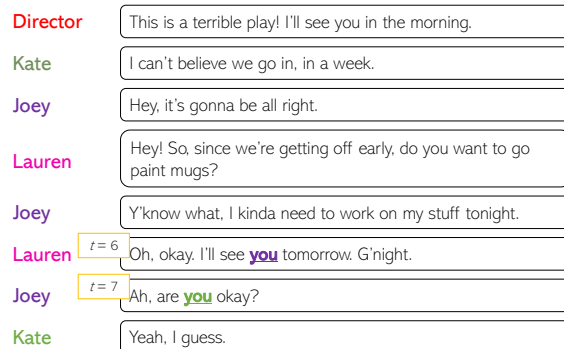 Director This is a terrible play! I'll see you in the morning.
Kate I can't believe we go in, in a week.
Joey Hey, it's gonna be all right.
Lauren Hey! So, since we're getting off early, do you want to go
paint mugs?
Joey Y'know what, I kinda need to work on my stuff tonight.
Lauren t = 6 Oh, okay. I'll see you tomorrow. G'night.
Joey t = 7 Ah, are you okay?
Kate Yeah, I guess.